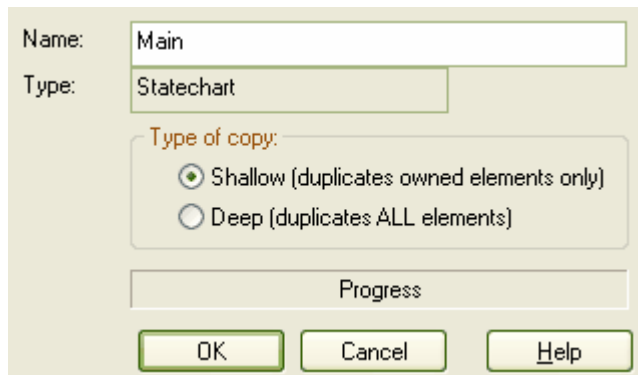 Name: Main
Type: Statechart
Type of copy:
Shallow (duplicates owned elements only)
Deep (duplicates ALL elements)
Progress
OK Cancel Help